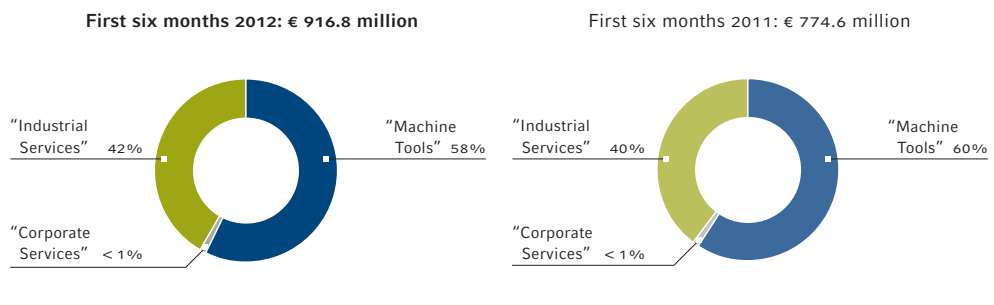 First six months 2012: € 916.8 million
“Industrial
Services” 42%
“Machine
Tools” 58%
“Corporate
Services” < 1%
First six months 2011: € 774.6 million
“Industrial
Services” 40%
“Machine
Tools” 60%
“Corporate
Services” < 1%